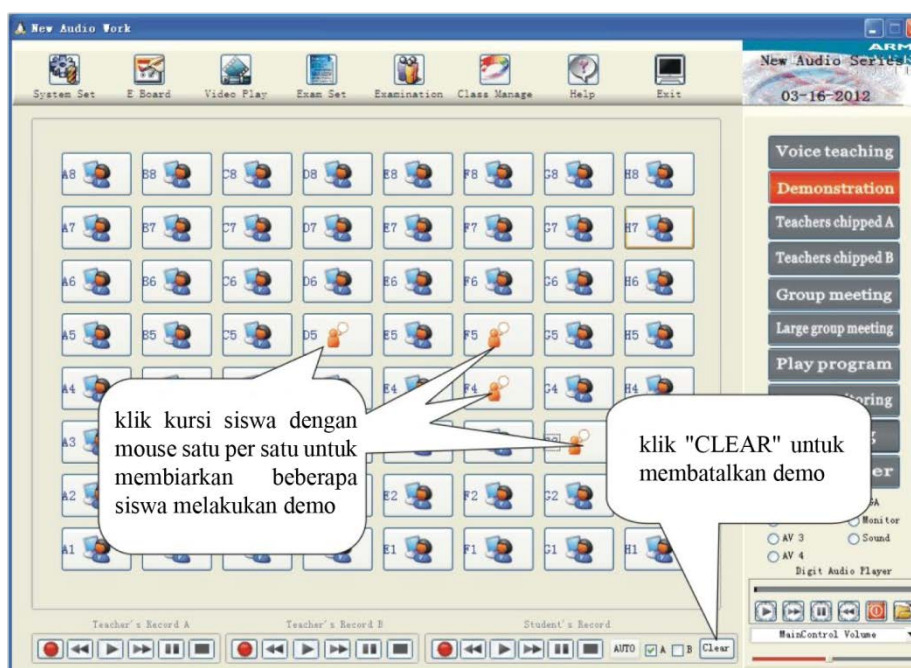 New Audio Work
System Set E Board Video Play Exam Set Examination Class Manage Help Exit
ARM
New Audio Series
03-16-2012
Voice teaching
Demonstration
Teachers chipped A
Teachers chipped B
Group meeting
Large group meeting
Play program
A8 B8 C8 D8 E8 F8 G8 H8
A7 B7 C7 D7 E7 F7 G7 H7
A6 B6 C6 D6 E6 F6 G6 H6
A5 B5 C5 D5 E5 F5 G5 H5
A4 E4 F4 G4 H4
A3
A2 E2 F2 G2
A1 E1 F1 G1 H1
klik kursi siswa dengan
mouse satu per satu untuk
membiarkan beberapa
siswa melakukan demo
klik "CLEAR" untuk
membatalkan demo
Monitor
AV 3 Sound
AV 4
Digit Audio Player
MainControl Volume
Teacher's Record A Teacher's Record B Student's Record
AUTO A B Clear